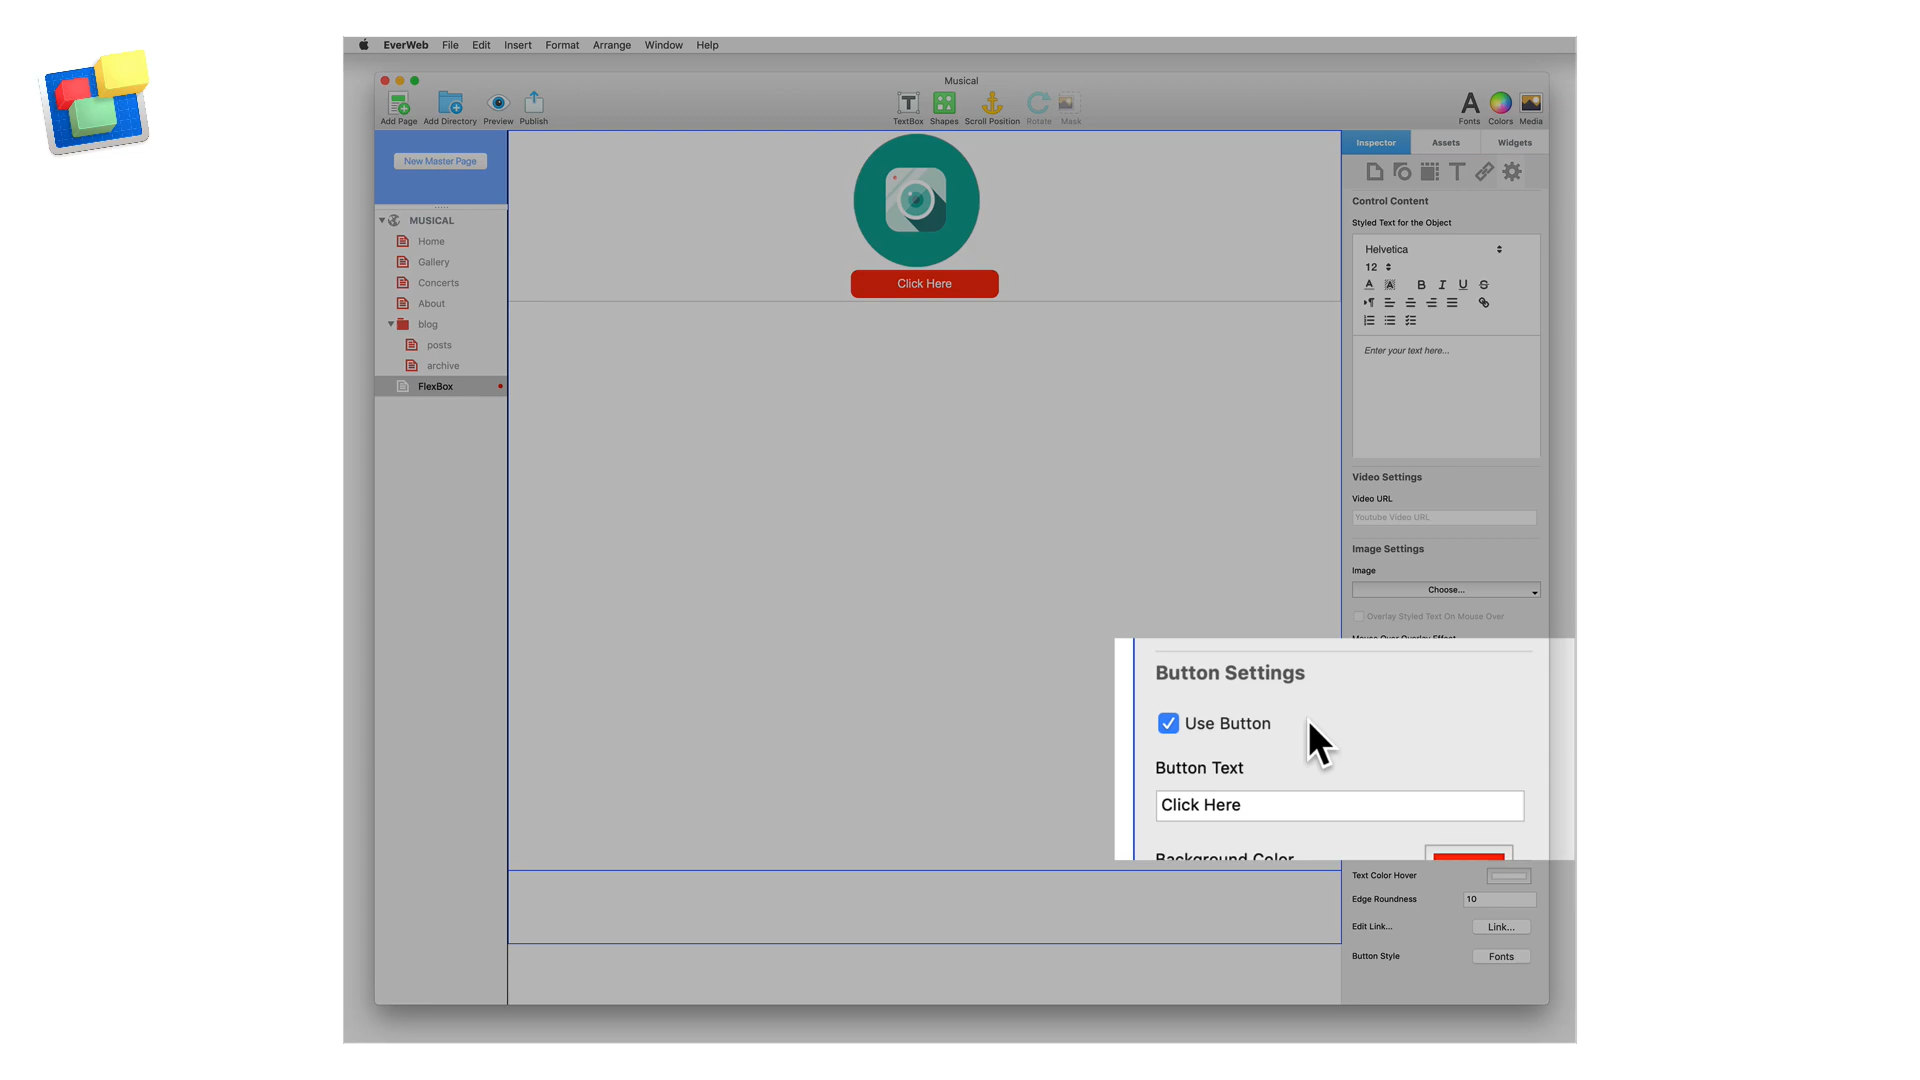 EverWeb File Edit Insert Format Arrange Window Help
Musical
Add Page Add Directory Preview Publish TextBox Shapes Scroll Position Rotate Mask Fonts Colors Media
New Master Page
MUSICAL
Home
Gallery
Concerts
About
blog
posts
archive
FlexBox
Click Here
Inspector Assets Widgets
Control Content
Styled Text for the Object
Helvetica
12
Enter your text here...
Video Settings
Video URL
Youtube Video URL
Image Settings
Image
Choose...
Overlay Styled Text On Mouse Over
Mouse Over Overlay Effect
Button Settings
Use Button
Button Text
Click Here
Background Color
Text Color Hover
Edge Roundness 10
Edit Link... Link...
Button Style Fonts